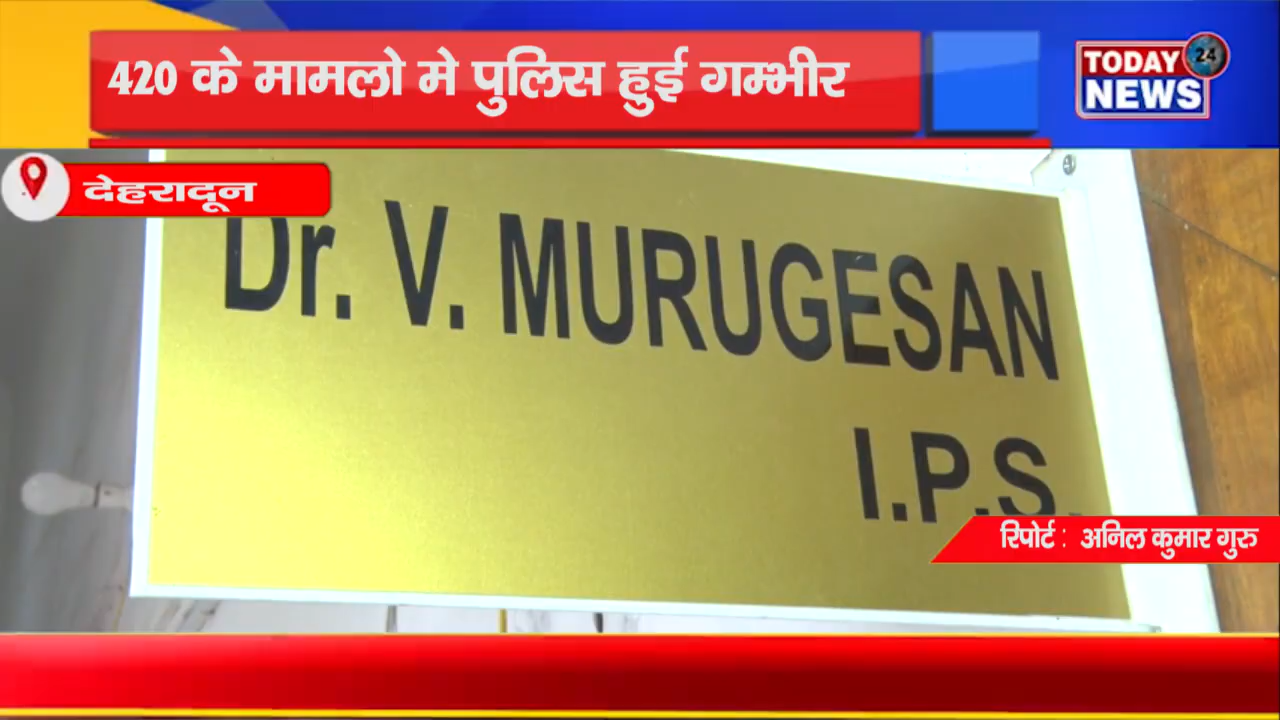 420 के मामलो मे पुलिस हुई गम्भीर
TODAY 24
NEWS
देहरादून
Dr. V. MURUGESAN
I.P.S.
रिपोर्ट : अनिल कुमार गुरु